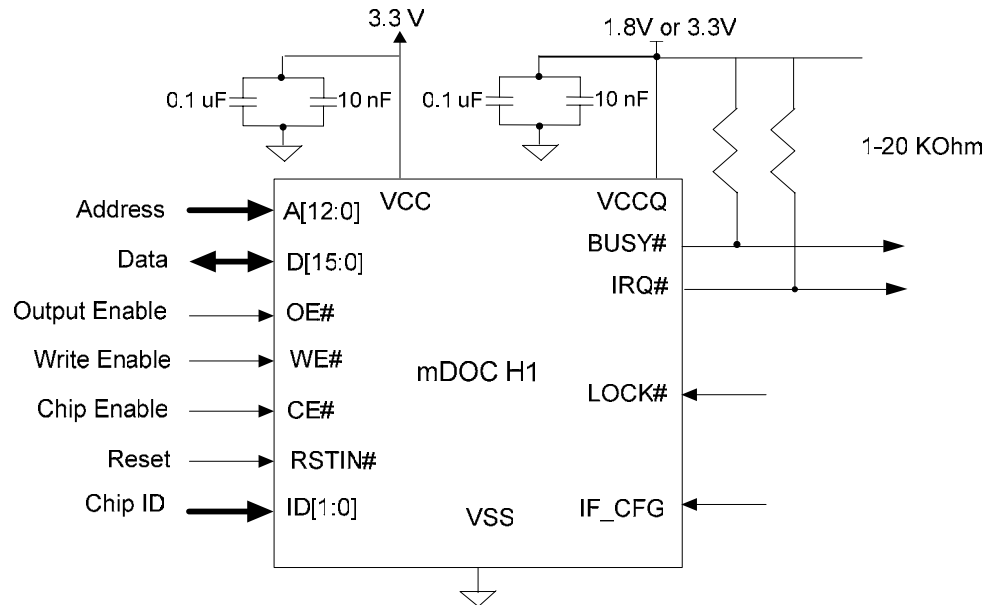 3.3 V
1.8V or 3.3V
0.1 uF
10 nF
0.1 uF
10 nF
1-20 KOhm
VCC
VCCQ
Address
A[12:0]
BUSY#
Data
D[15:0]
IRQ#
Output Enable
OE#
Write Enable
WE#
mDOC H1
LOCK#
Chip Enable
CE#
Reset
RSTIN#
Chip ID
ID[1:0]
VSS
IF_CFG